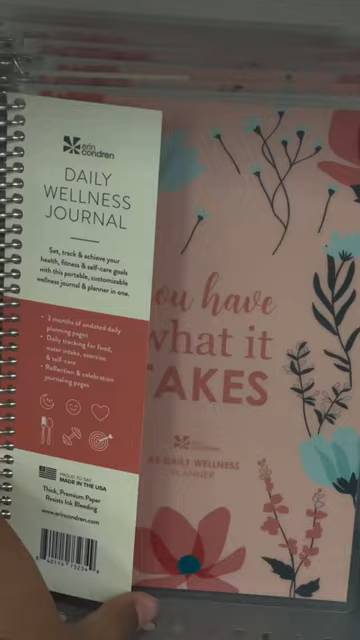 erin
condren
DAILY
WELLNESS
JOURNAL
Set, track & achieve your
health, fitness & self-care goals
with this portable, customizable
wellness journal & planner in one.
• 3 months of undated daily
planning pages
• Daily tracking for food,
water intake, exercise
& self-care
• Reflection & celebration
journaling pages
PROUD TO SAY
MADE IN THE USA
Thick, Premium Paper
Resists Ink Bleeding
www.erincondren.com
ou have
what it
AKES
erin
condren
DAILY WELLNESS
PLANNER